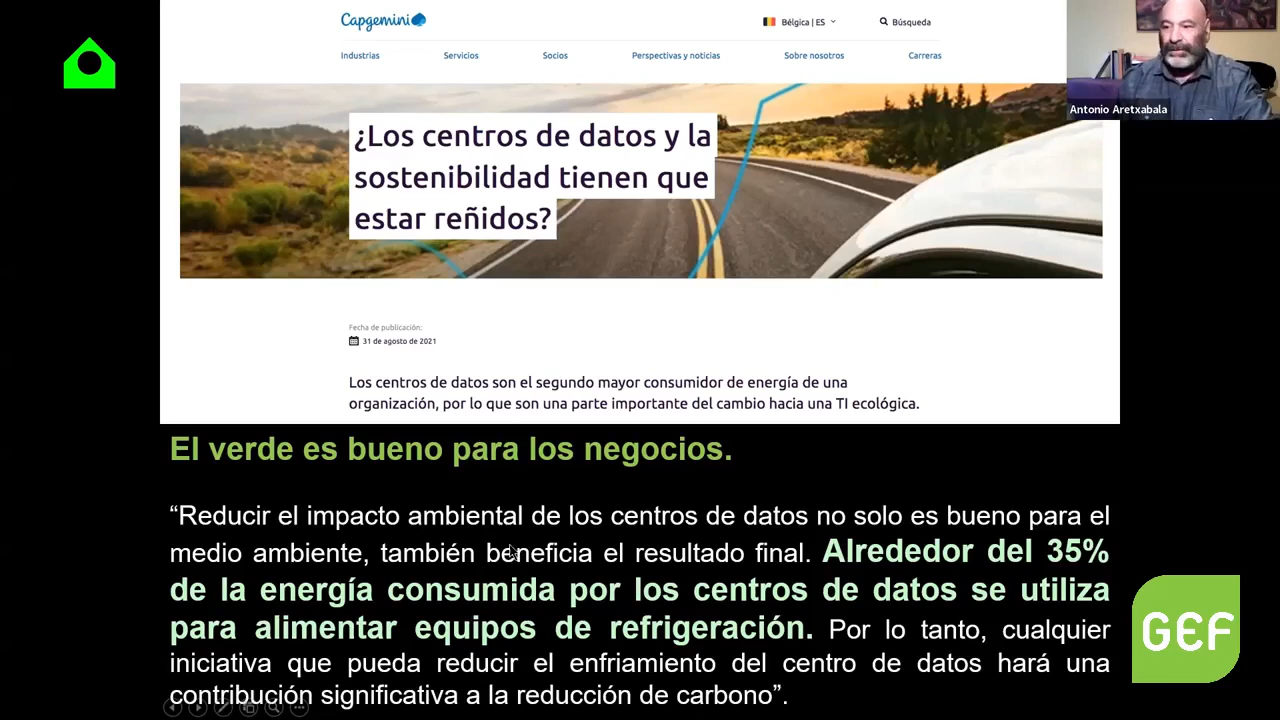 Capgemini
Bélgica | ES
Búsqueda
Industrias
Servicios
Socios
Perspectivas y noticias
Sobre nosotros
Carreras
Antonio Aretxabala
¿Los centros de datos y la
sostenibilidad tienen que
estar reñidos?
Fecha de publicación:
31 de agosto de 2021
Los centros de datos son el segundo mayor consumidor de energía de una
organización, por lo que son una parte importante del cambio hacia una TI ecológica.
El verde es bueno para los negocios.
“Reducir el impacto ambiental de los centros de datos no solo es bueno para el
medio ambiente, también beneficia el resultado final. Alrededor del 35%
de la energía consumida por los centros de datos se utiliza
para alimentar equipos de refrigeración. Por lo tanto, cualquier
iniciativa que pueda reducir el enfriamiento del centro de datos hará una
contribución significativa a la reducción de carbono”.
GEF